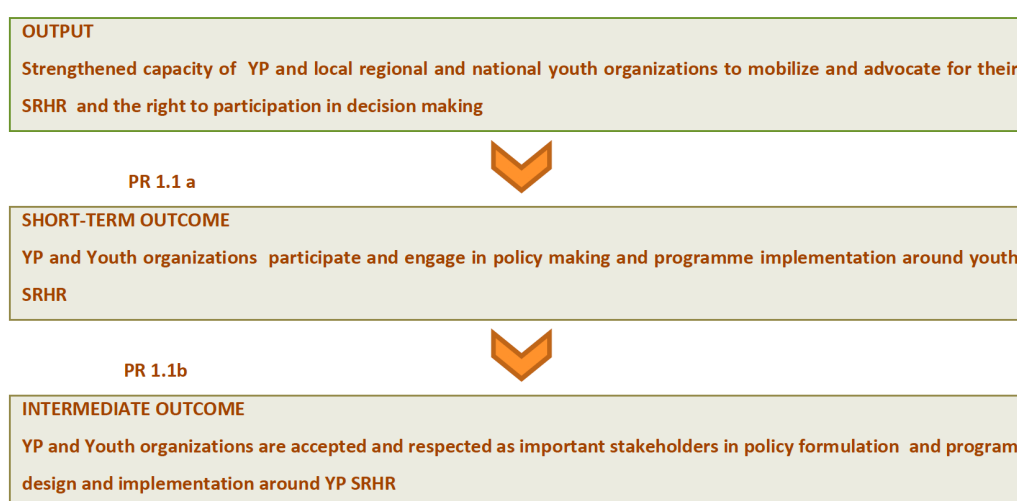 OUTPUT
Strengthened capacity of YP and local regional and national youth organizations to mobilize and advocate for their
SRHR and the right to participation in decision making
PR 1.1 a
SHORT-TERM OUTCOME
YP and Youth organizations participate and engage in policy making and programme implementation around youth
SRHR
PR 1.1b
INTERMEDIATE OUTCOME
YP and Youth organizations are accepted and respected as important stakeholders in policy formulation and program
design and implementation around YP SRHR